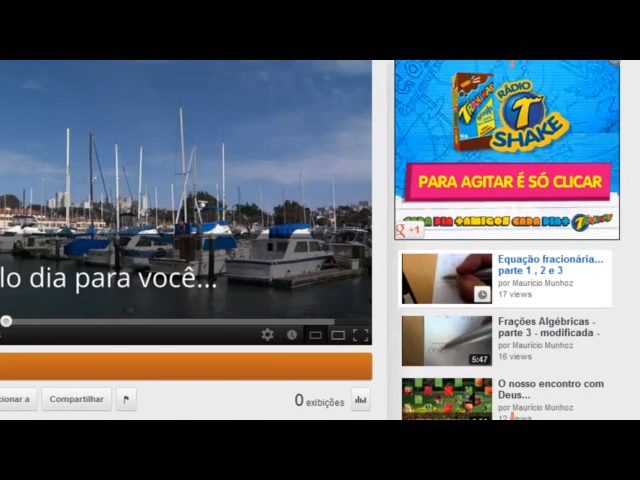 lo dia para você...
cionar a
Compartilhar
0 exibições
RÁDIO
T
SHAKE
PARA AGITAR É SÓ CLICAR
+1
Equação fracionária...
parte 1 , 2 e 3
por Maurício Munhoz
17 views
Frações Algébricas -
parte 3 - modificada -
por Maurício Munhoz
16 views
5:47
O nosso encontro com
Deus...
por Maurício Munhoz
12 views